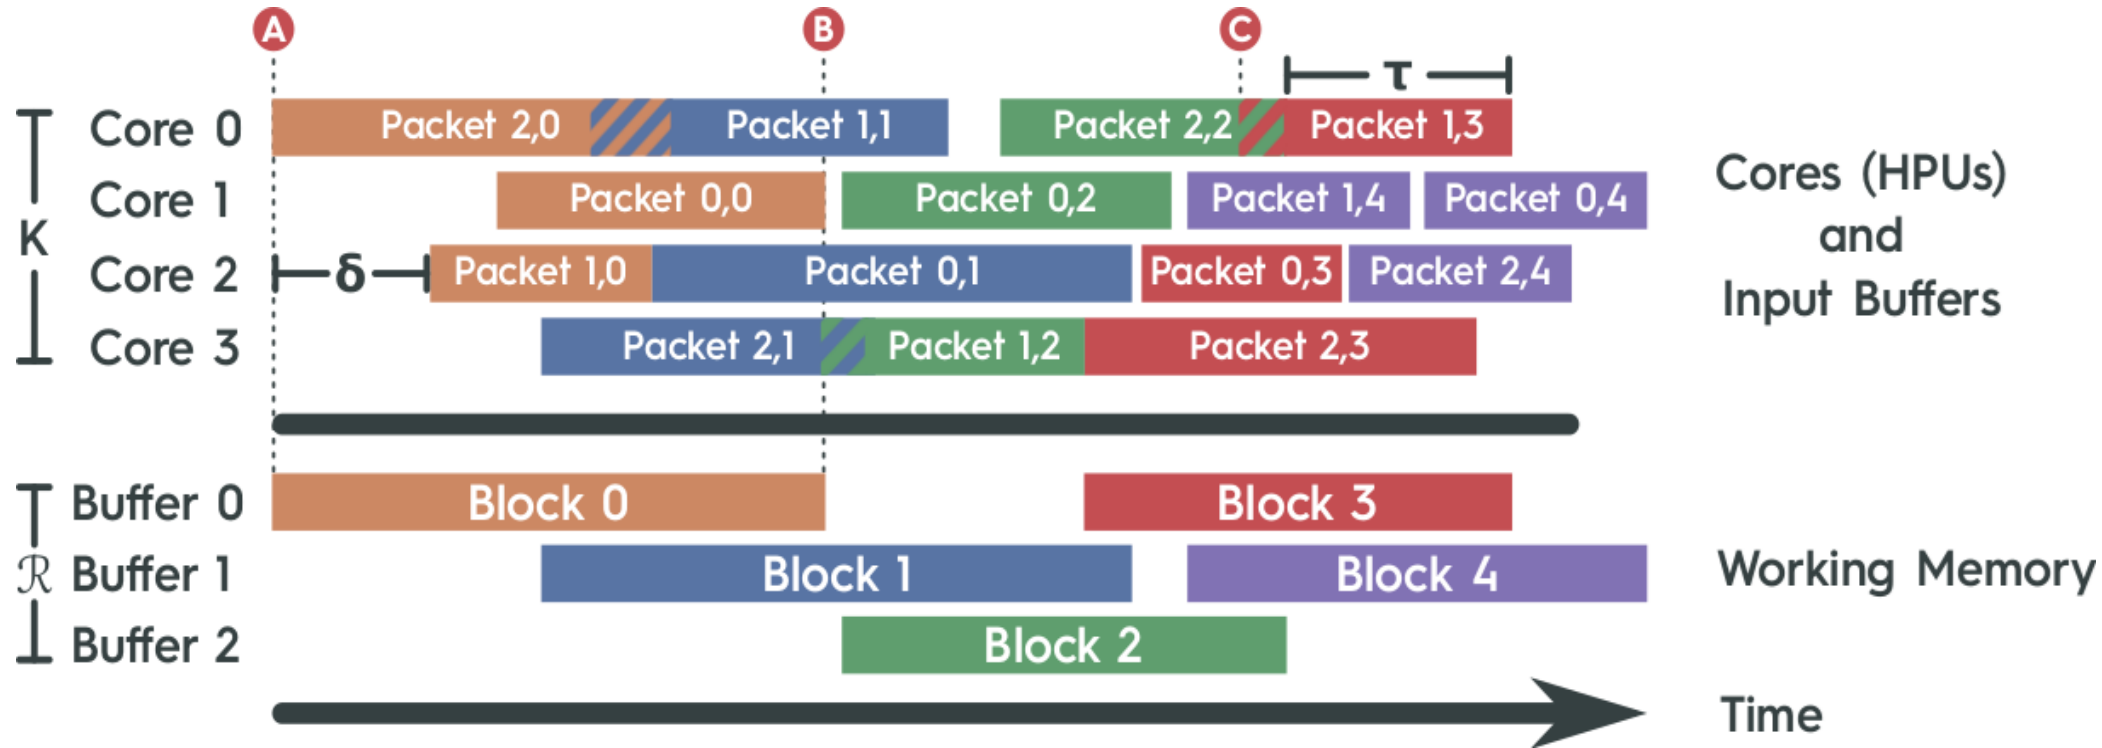 A B C
τ
Core 0 Packet 2,0 Packet 1,1 Packet 2,2 Packet 1,3
Core 1 Packet 0,0 Packet 0,2 Packet 1,4 Packet 0,4
K
Core 2 δ Packet 1,0 Packet 0,1 Packet 0,3 Packet 2,4
Core 3 Packet 2,1 Packet 1,2 Packet 2,3
Cores (HPUs)
and
Input Buffers
Buffer 0 Block 0 Block 3
ℛ Buffer 1 Block 1 Block 4
Buffer 2 Block 2
Working Memory
Time